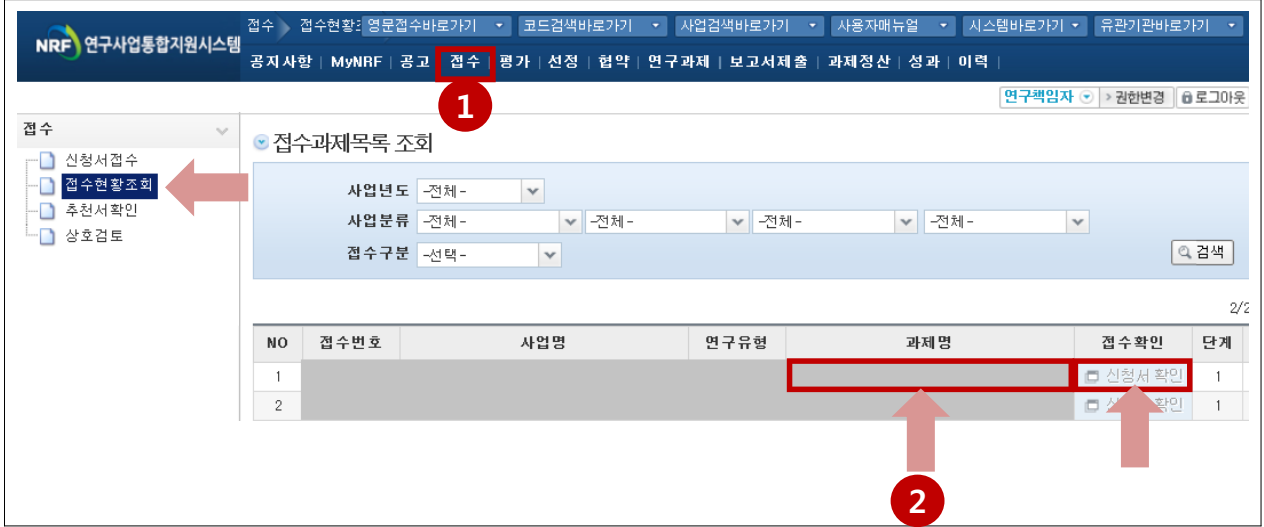 접수 접수현황 영문접수바로가기 코드검색바로가기 사업검색바로가기 사용자매뉴얼 시스템바로가기 유관기관바로가기
NRF 연구사업통합지원시스템
공지사항 | MyNRF | 공고 | 접수 | 평가 | 선정 | 협약 | 연구과제 | 보고서제출 | 과제정산 | 성과 | 이력 |
연구책임자 > 권한변경 로그아웃
1
접수
신청서접수
접수현황조회
추천서확인
상호검토
접수과제목록 조회
사업년도 -전체-
사업분류 -전체- -전체- -전체- -전체-
접수구분 -선택-
검색
2/2
NO 접수번호 사업명 연구유형 과제명 접수확인 단계
1 신청서 확인 1
2 확인 1
2